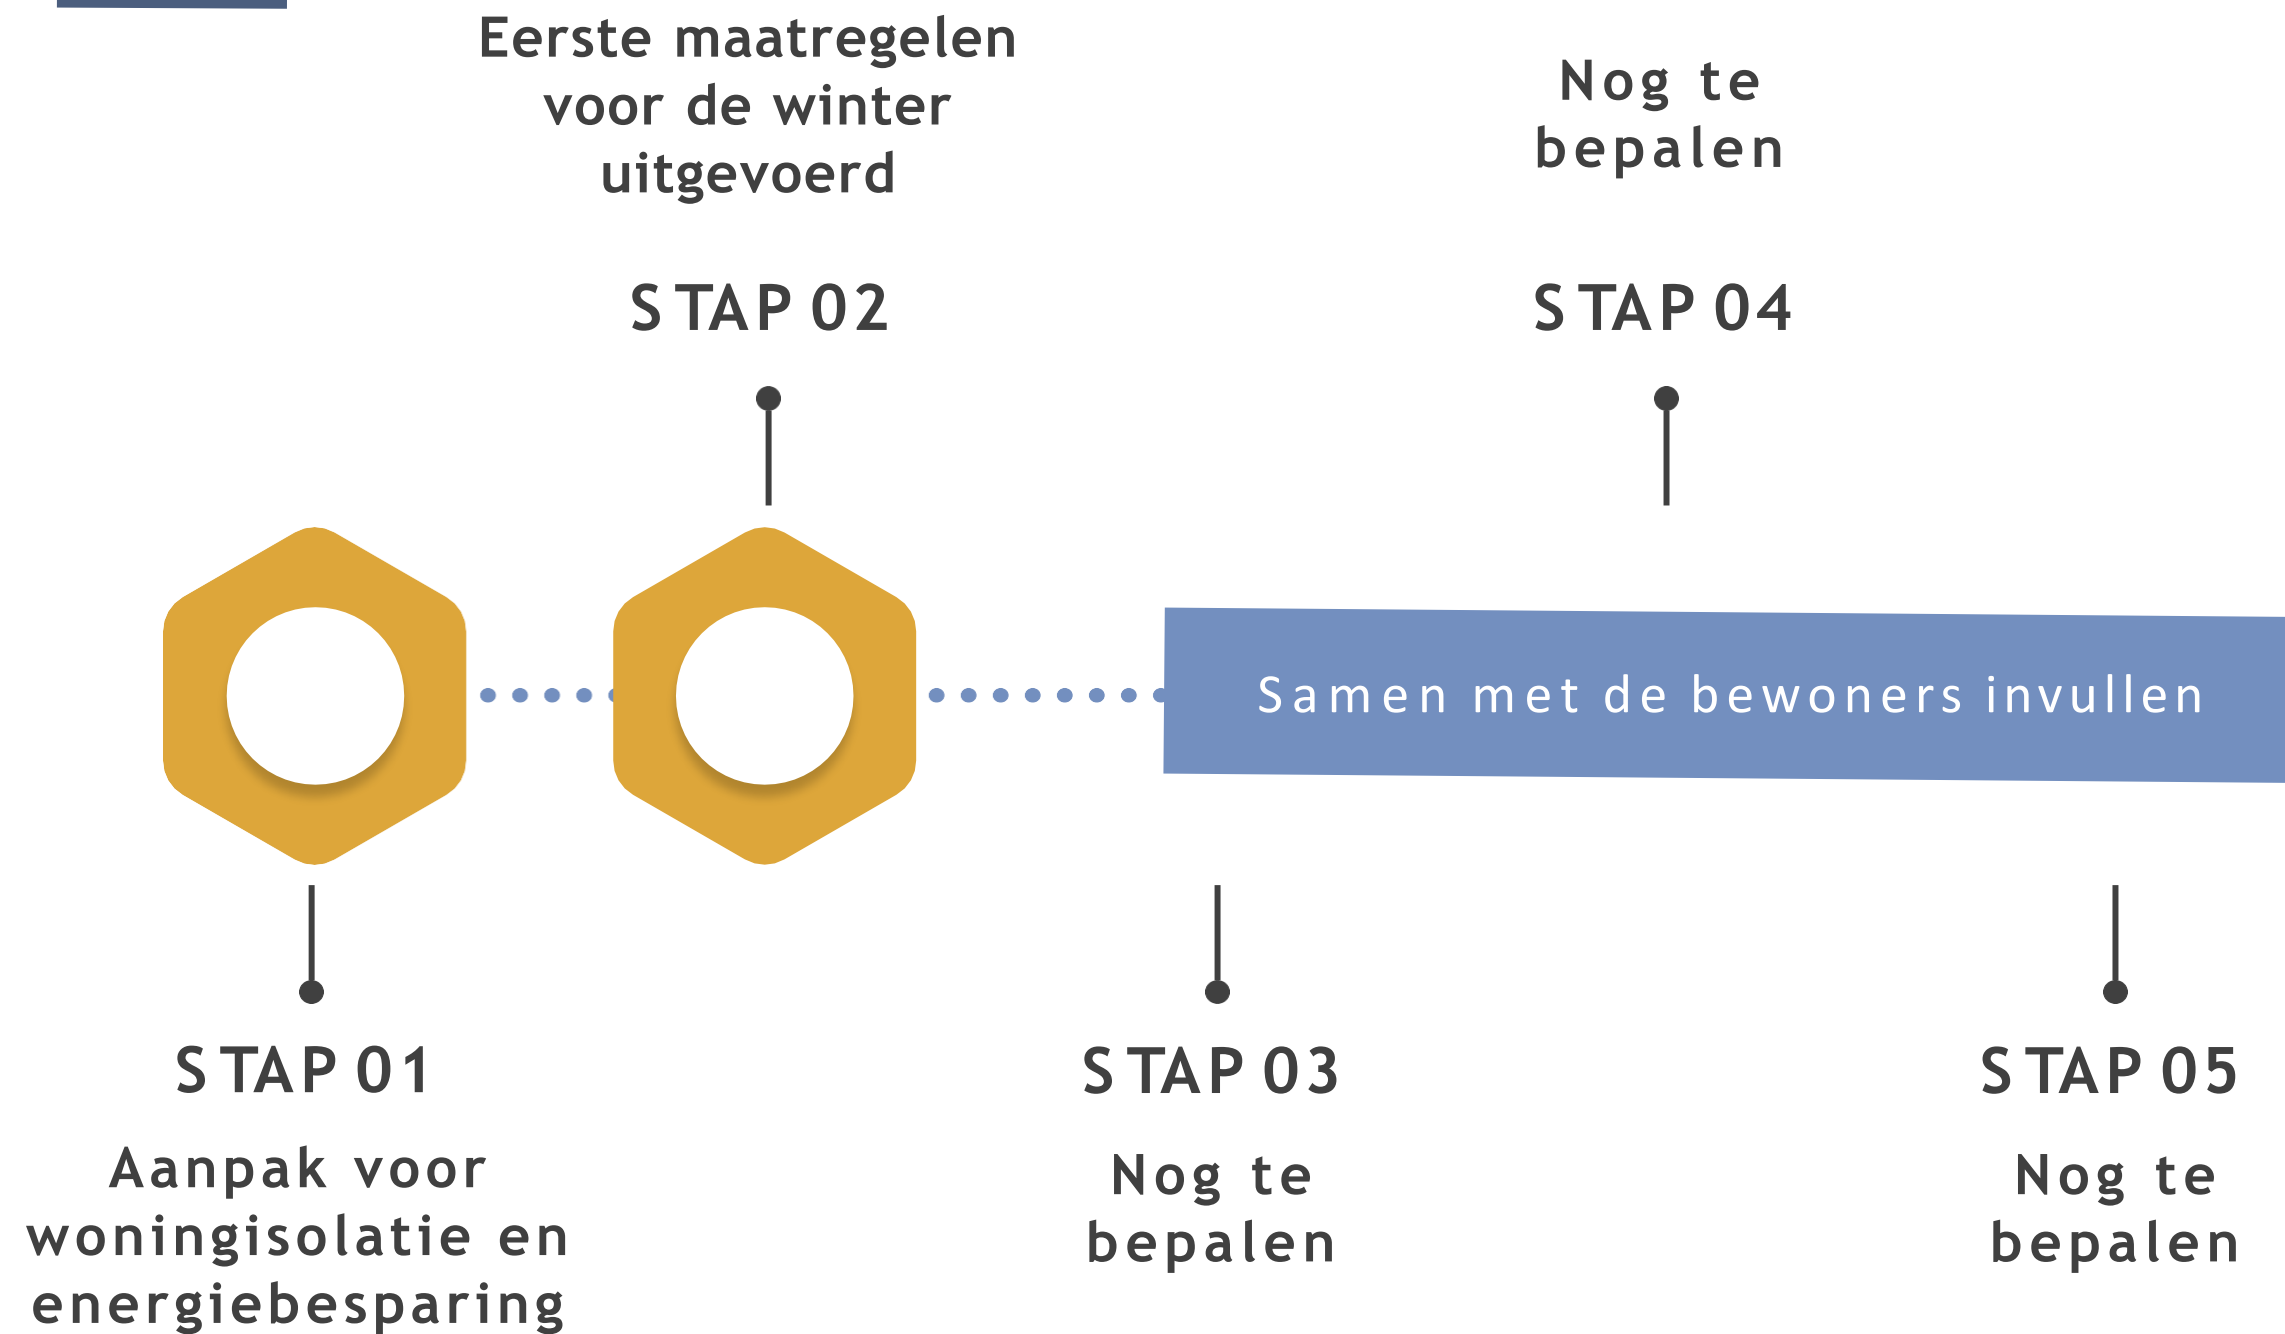 Eerste maatregelen
voor de winter
uitgevoerd
STAP 02
Nog te
bepalen
STAP 04
Samen met de bewoners invullen
STAP 01
Aanpak voor
woningisolatie en
energiebesparing
STAP 03
Nog te
bepalen
STAP 05
Nog te
bepalen